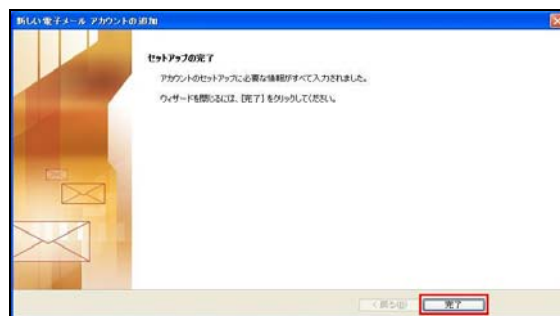 新しい電子メール アカウントの追加
セットアップの完了
アカウントのセットアップに必要な情報がすべて入力されました。
ウィザードを閉じるには、[完了] をクリックしてください。
< 戻る(B)
完了